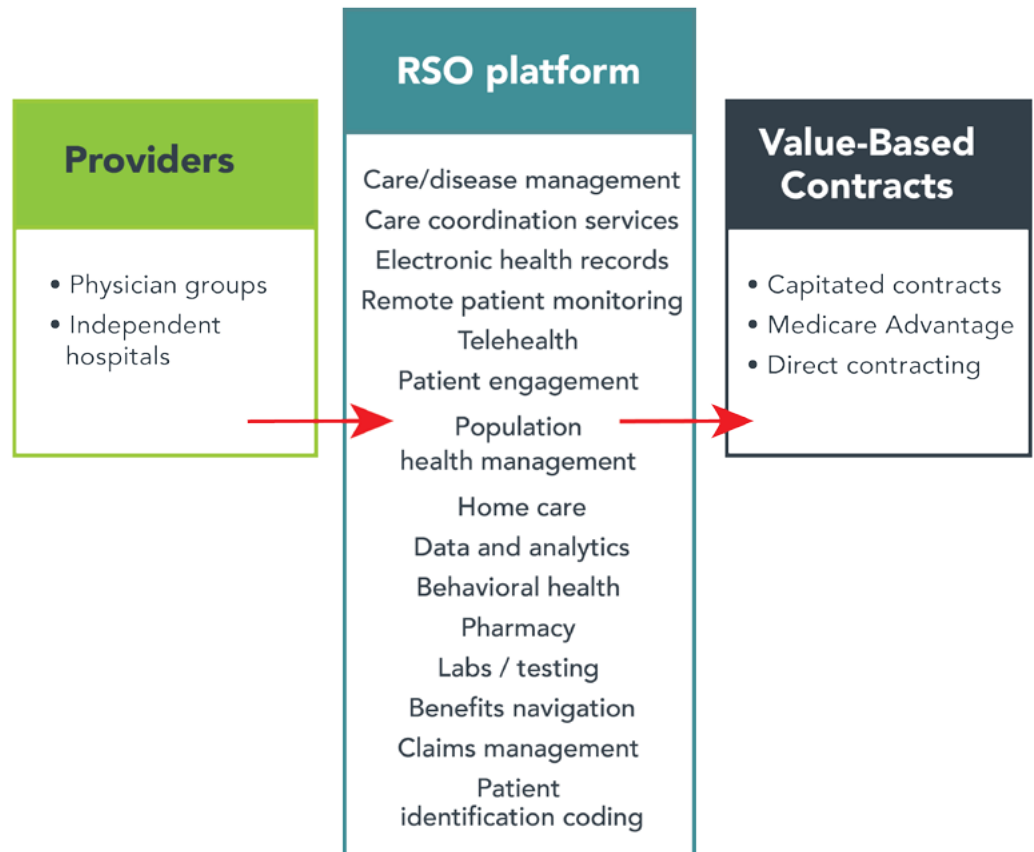 Providers
• Physician groups
• Independent
hospitals
RSO platform
Care/disease management
Care coordination services
Electronic health records
Remote patient monitoring
Telehealth
Patient engagement
Population
health management
Home care
Data and analytics
Behavioral health
Pharmacy
Labs / testing
Benefits navigation
Claims management
Patient
identification coding
Value-Based
Contracts
• Capitated contracts
• Medicare Advantage
• Direct contracting